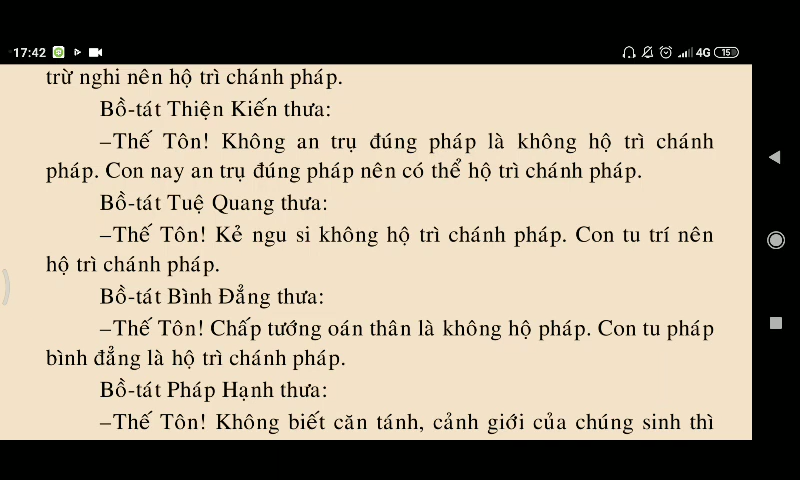 17:42
4G 15
trừ nghi nên hộ trì chánh pháp.
Bồ-tát Thiện Kiến thưa:
–Thế Tôn! Không an trụ đúng pháp là không hộ trì chánh
pháp. Con nay an trụ đúng pháp nên có thể hộ trì chánh pháp.
Bồ-tát Tuệ Quang thưa:
–Thế Tôn! Kẻ ngu si không hộ trì chánh pháp. Con tu trí nên
hộ trì chánh pháp.
Bồ-tát Bình Đẳng thưa:
–Thế Tôn! Chấp tướng oán thân là không hộ pháp. Con tu pháp
bình đẳng là hộ trì chánh pháp.
Bồ-tát Pháp Hạnh thưa:
–Thế Tôn! Không biết căn tánh, cảnh giới của chúng sinh thì